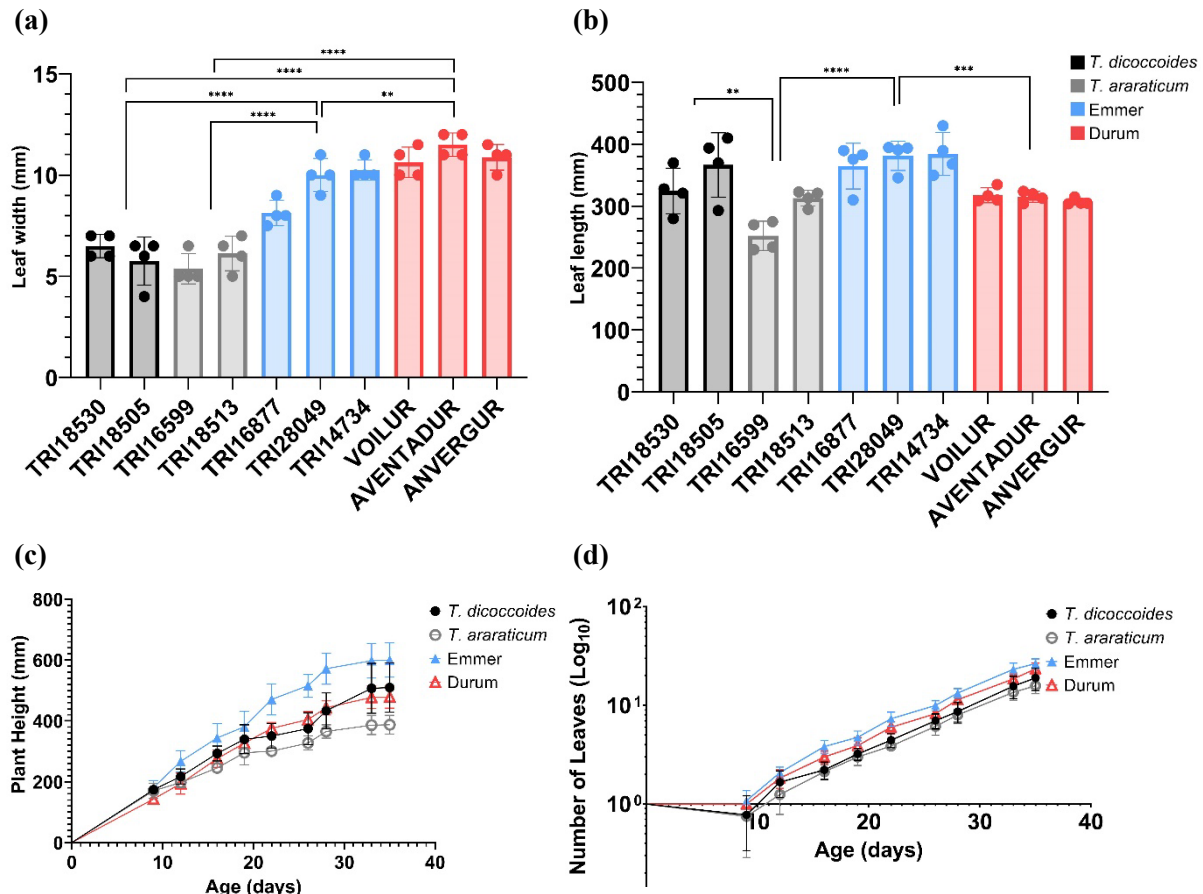 (a)
**** 
****
**** **
****
15
10
5
0
Leaf width (mm)
TRI18530
TRI18505
TRI16599
TRI18513
TRI16877
TRI28049
TRI14734
VOILUR
AVENTADUR
ANVERGUR
(b)
** **** ***
500
400
300
200
100
0
Leaf length (mm)
TRI18530
TRI18505
TRI16599
TRI18513
TRI16877
TRI28049
TRI14734
VOILUR
AVENTADUR
ANVERGUR
T. dicoccoides
T. araraticum
Emmer
Durum
(c)
800
600
400
200
0
Plant Height (mm)
0 10 20 30 40
Age (days)
T. dicoccoides
T. araraticum
Emmer
Durum
(d)
10²
10¹
10⁰
Number of Leaves (Log₁₀)
10 20 30 40
Age (days)
T. dicoccoides
T. araraticum
Emmer
Durum